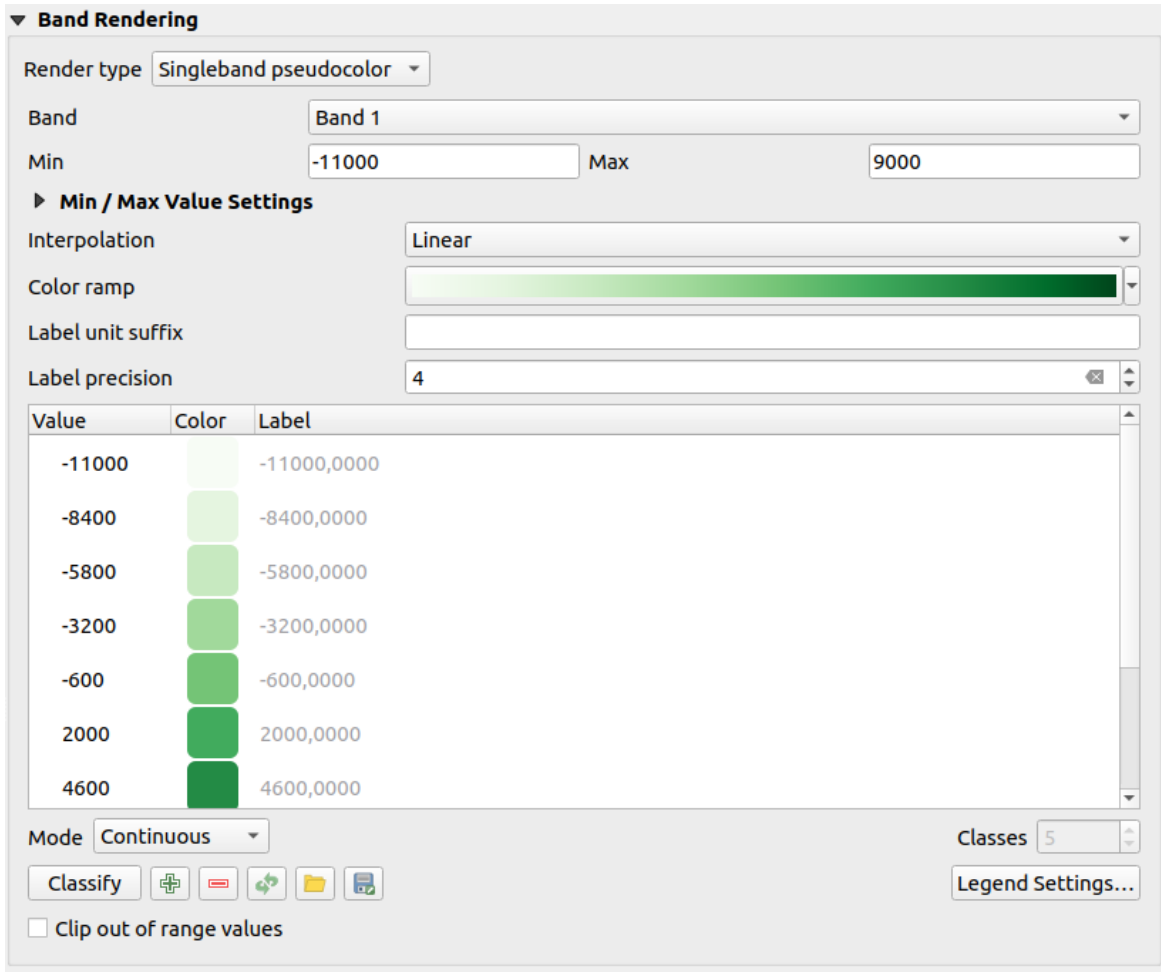 Band Rendering
Render type Singleband pseudocolor
Band Band 1
Min -11000 Max 9000
Min / Max Value Settings
Interpolation Linear
Color ramp
Label unit suffix
Label precision 4
Value Color Label
-11000 -11000,0000
-8400 -8400,0000
-5800 -5800,0000
-3200 -3200,0000
-600 -600,0000
2000 2000,0000
4600 4600,0000
Mode Continuous Classes 5
Classify Legend Settings...
Clip out of range values